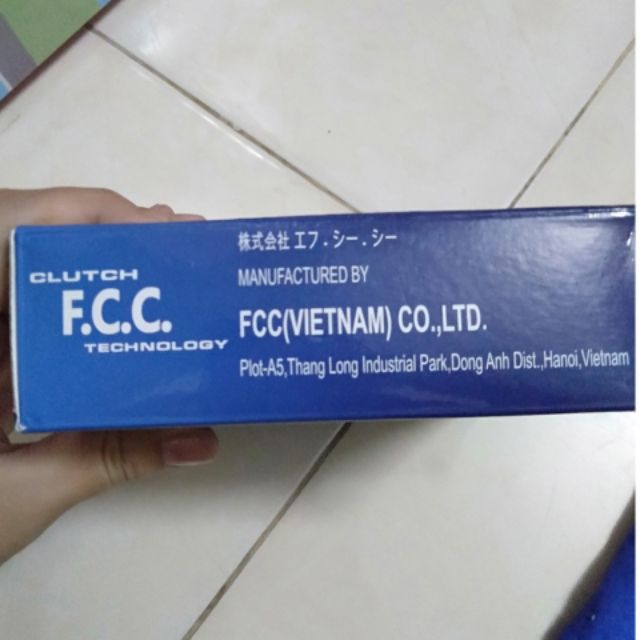 CLUTCH
F.C.C.
TECHNOLOGY
株式会社 エフ.シー.シー
MANUFACTURED BY
FCC(VIETNAM) CO.,LTD.
Plot-A5,Thang Long Industrial Park,Dong Anh Dist.,Hanoi,Vietnam